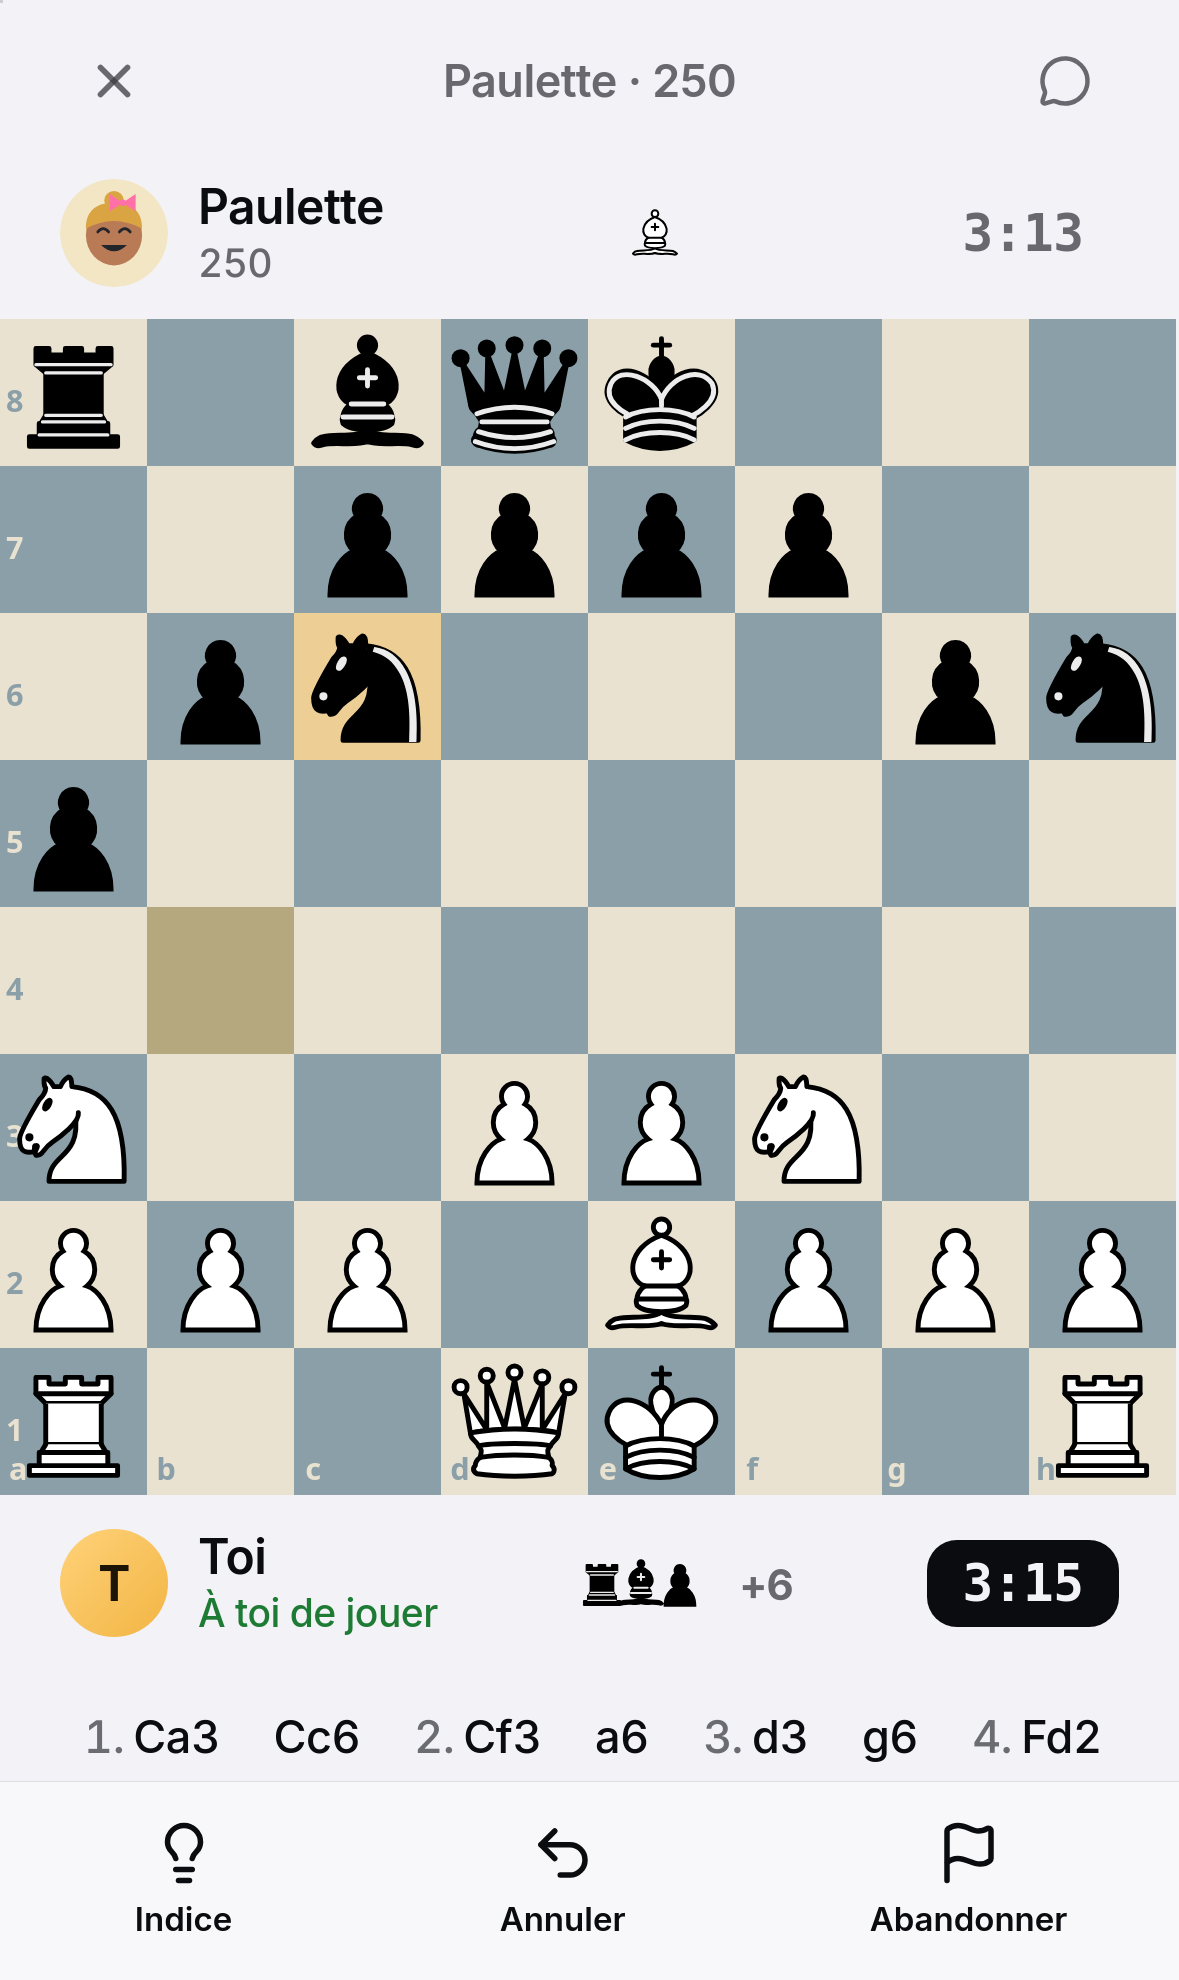 Paulette · 250
Paulette
250
3:13
8
7
6
5
4
3
2
1
a b c d e f g h
Toi
À toi de jouer
+6
3:15
T
1. Ca3 Cc6 2. Cf3 a6 3. d3 g6 4. Fd2
Indice Annuler Abandonner